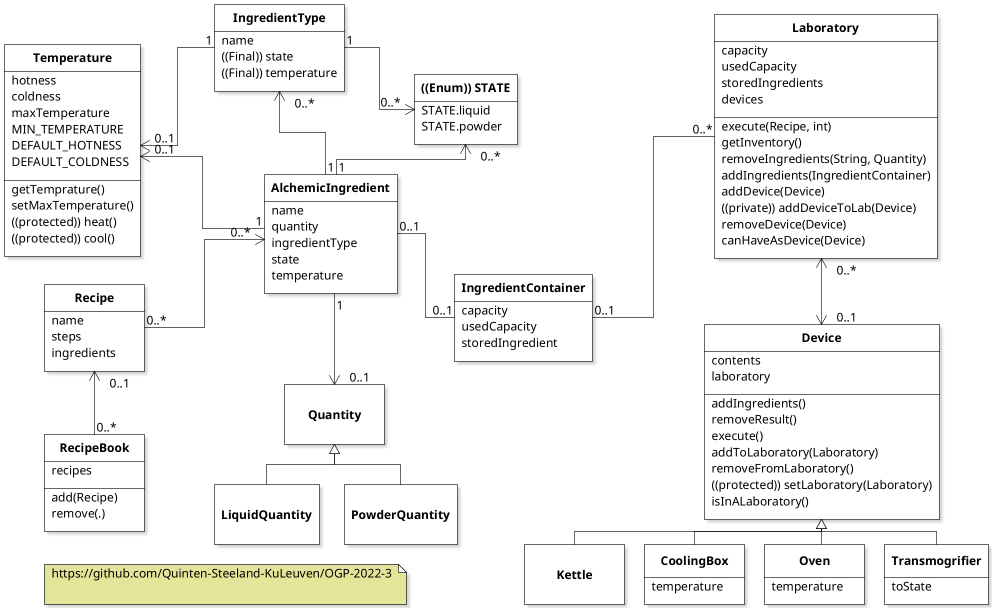 IngredientType
name
((Final)) state
((Final)) temperature
1
1
0..*
0..*
Temperature
hotness
coldness
maxTemperature
MIN_TEMPERATURE
DEFAULT_HOTNESS
DEFAULT_COLDNESS
getTemprature()
setMaxTemperature()
((protected)) heat()
((protected)) cool()
0..1
0..1
((Enum)) STATE
STATE.liquid
STATE.powder
0..*
Laboratory
capacity
usedCapacity
storedIngredients
devices
execute(Recipe, int)
getInventory()
removeIngredients(String, Quantity)
addIngredients(IngredientContainer)
addDevice(Device)
((private)) addDeviceToLab(Device)
removeDevice(Device)
canHaveAsDevice(Device)
0..*
0..*
0..1
1
1
AlchemicIngredient
name
quantity
ingredientType
state
temperature
1
0..*
0..1
1
0..1
IngredientContainer
capacity
usedCapacity
storedIngredient
0..1
0..1
Recipe
name
steps
ingredients
0..*
0..1
0..*
RecipeBook
recipes
add(Recipe)
remove(.)
Quantity
LiquidQuantity
PowderQuantity
Device
contents
laboratory
addIngredients()
removeResult()
execute()
addToLaboratory(Laboratory)
removeFromLaboratory()
((protected)) setLaboratory(Laboratory)
isInALaboratory()
Kettle
CoolingBox
temperature
Oven
temperature
Transmogrifier
toState
https://github.com/Quinten-Steeland-KuLeuven/OGP-2022-3